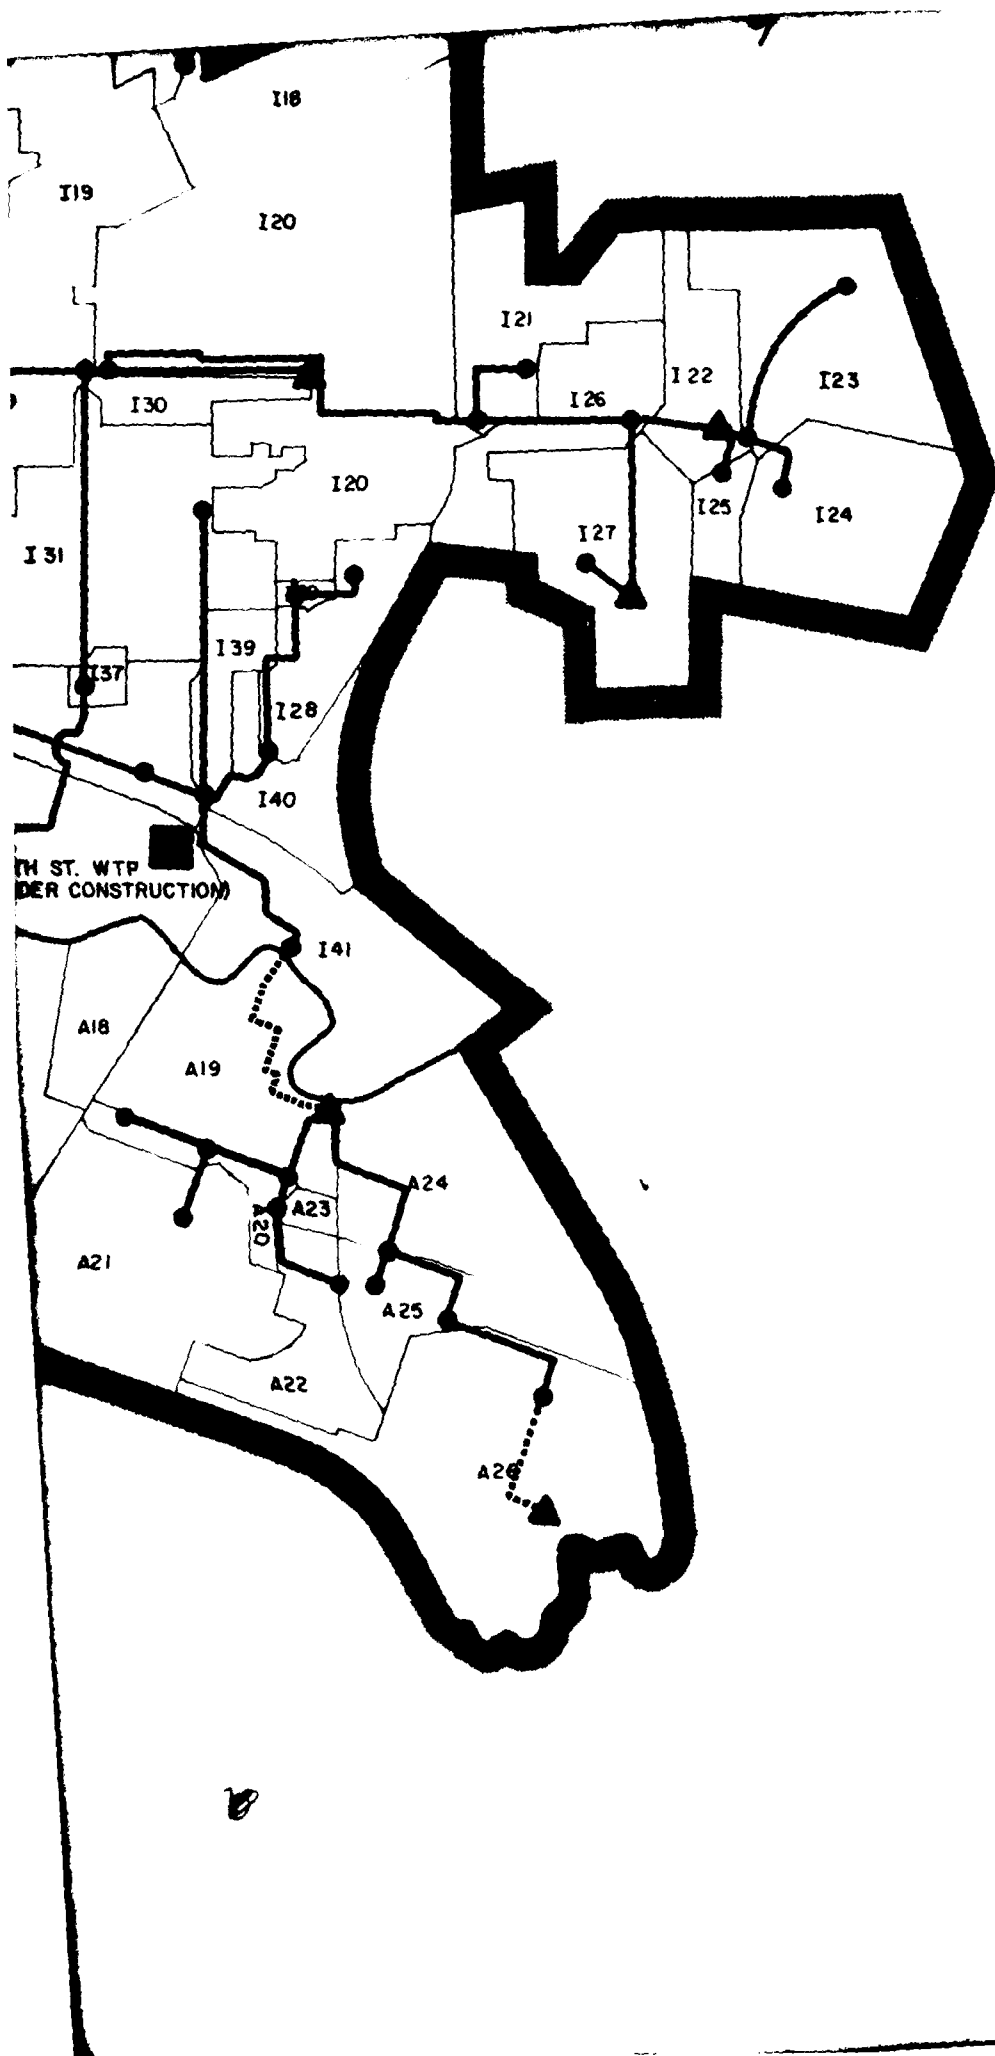 I18
I19
I20
I21
I22
I23
I26
I30
I20
I25
I24
I27
I31
I39
I37
I28
I40
TH ST. WTP
DER CONSTRUCTION)
I41
A18
A19
A24
A23
A20
A21
A25
A22
A26